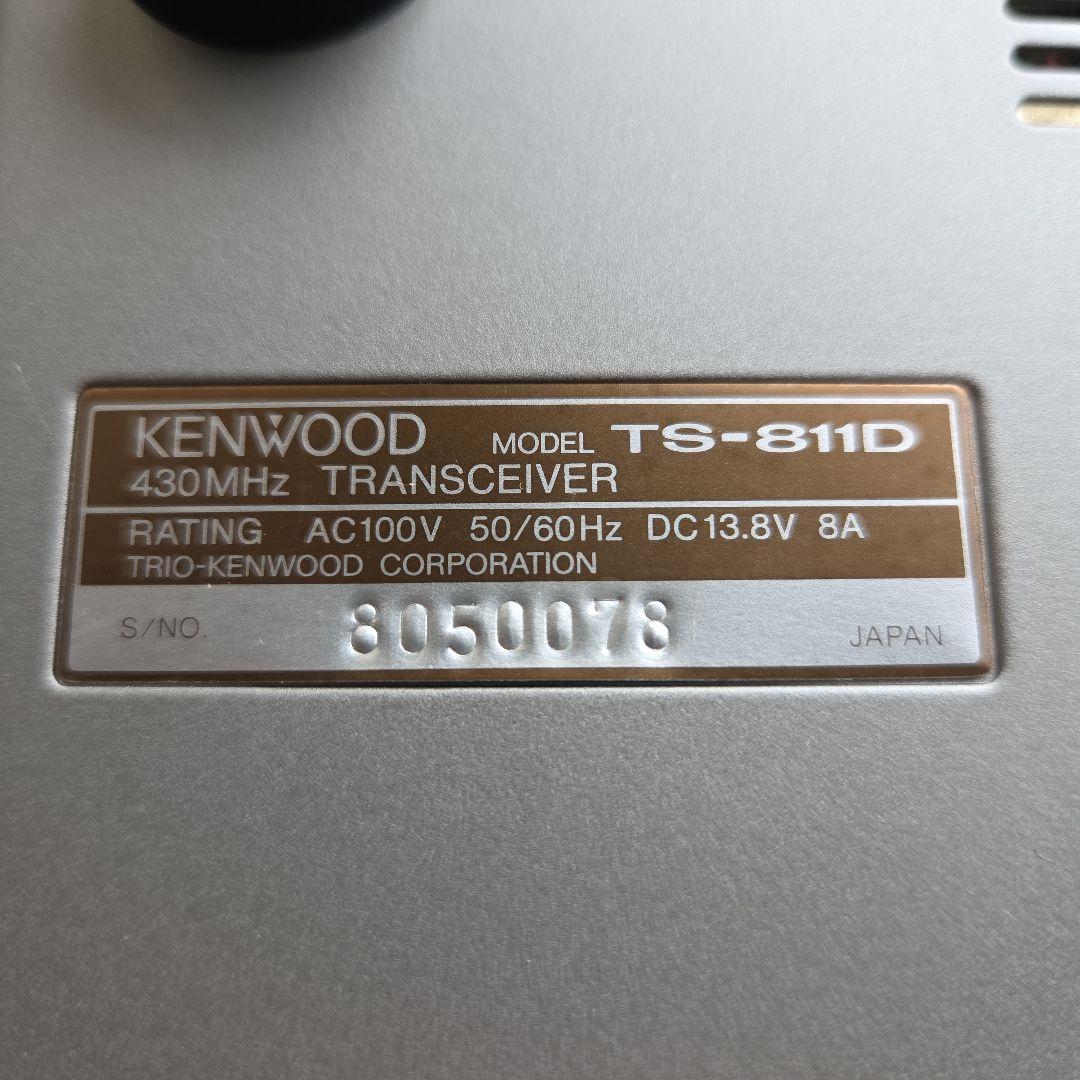 KENWOOD MODEL TS-811D
430MHz TRANSCEIVER
RATING AC100V 50/60Hz DC13.8V 8A
TRIO-KENWOOD CORPORATION
S/NO. 8050078 JAPAN